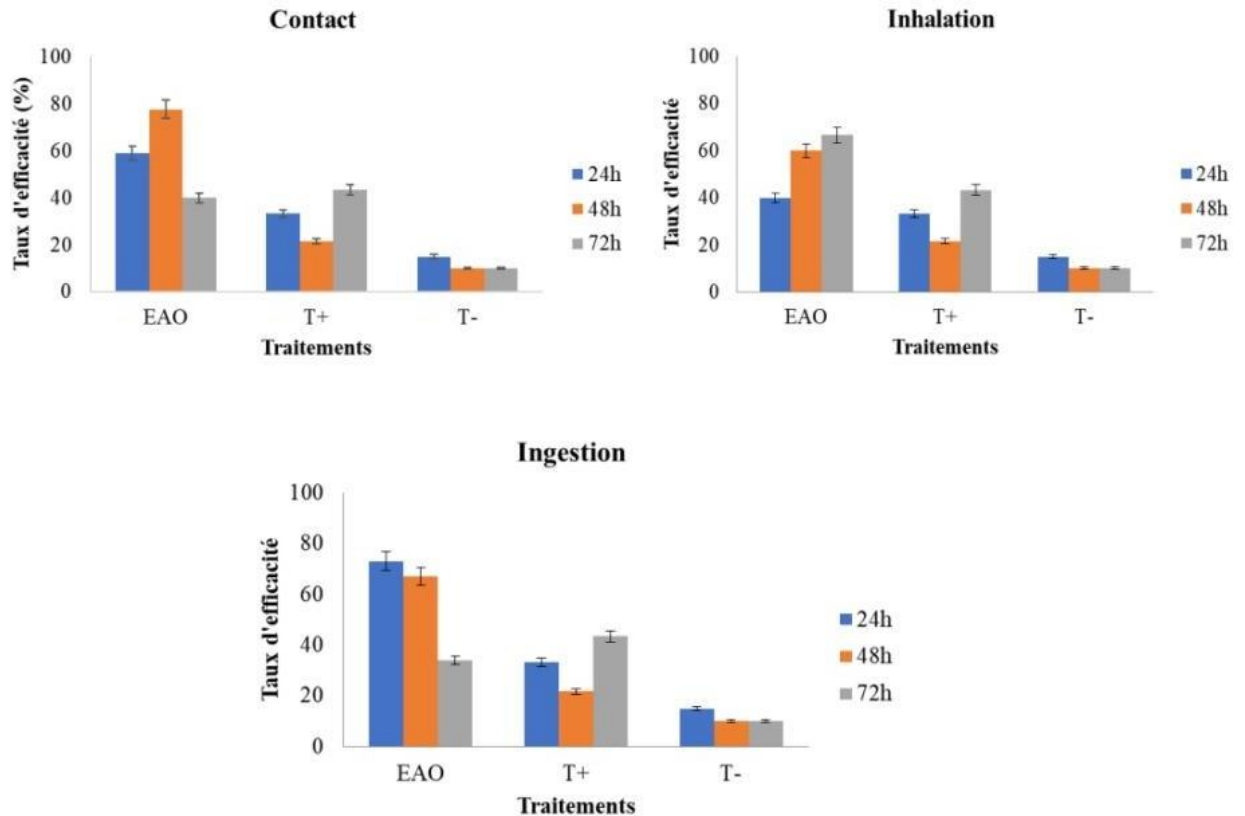 Contact
Taux d'efficacité (%)
100
80
60
40
20
0
EAO T+ T-
Traitements
24h
48h
72h
Inhalation
Taux d'efficacité
100
80
60
40
20
0
EAO T+ T-
Traitements
24h
48h
72h
Ingestion
Taux d'efficacité
100
80
60
40
20
0
EAO T+ T-
Traitements
24h
48h
72h